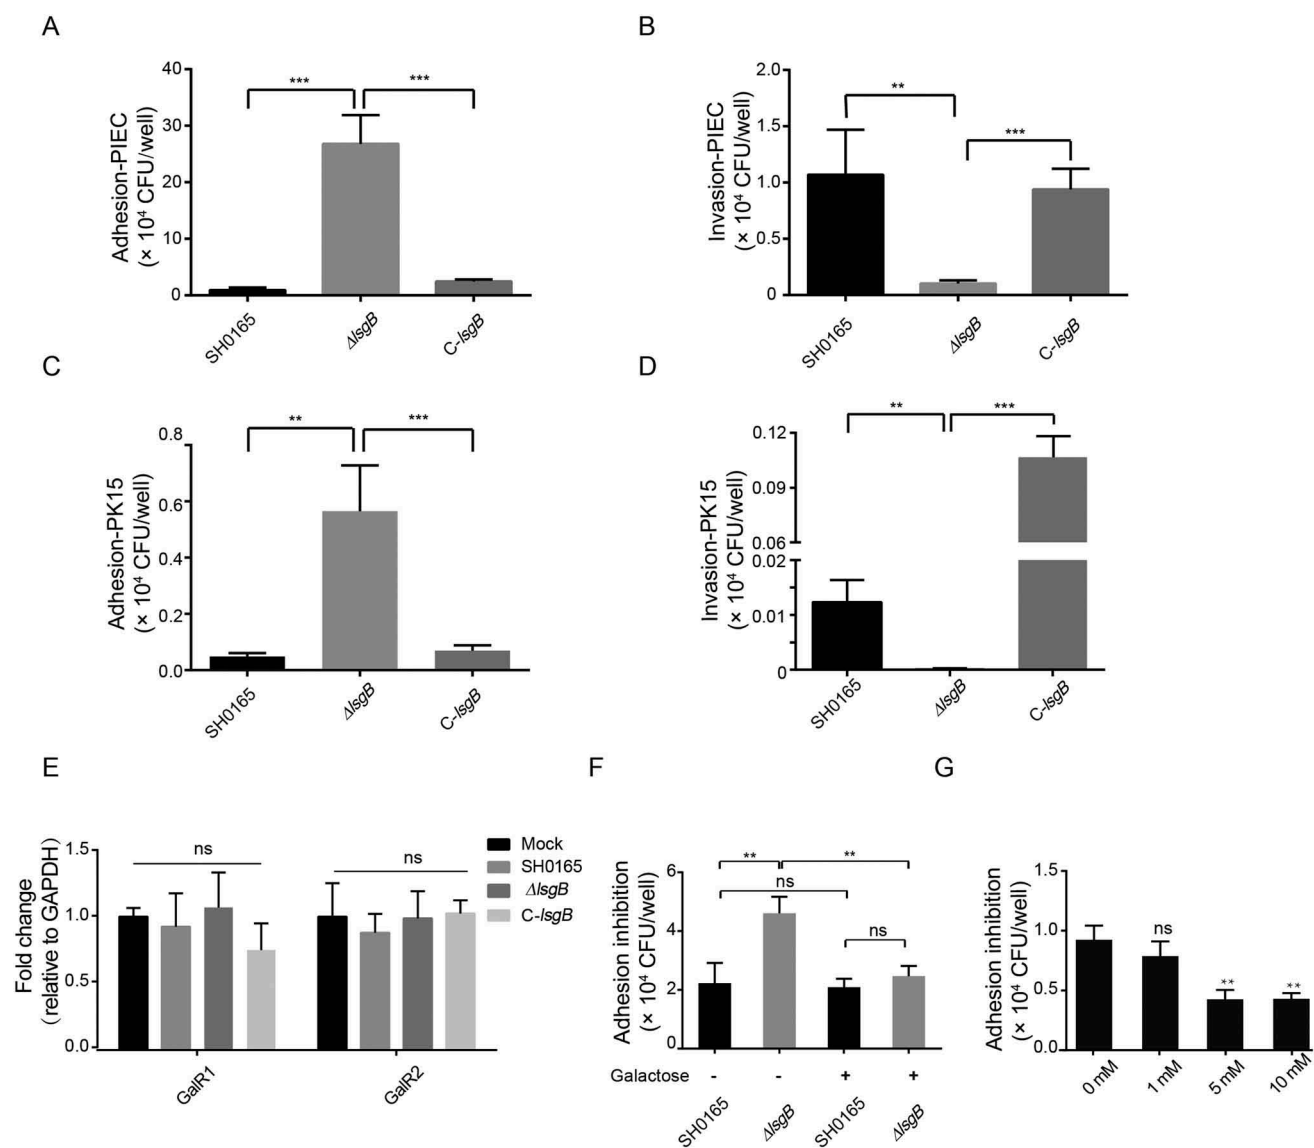 A
Adhesion-PIEC
(× 10⁴ CFU/well)
40
30
20
10
0
***
***
SH0165
ΔlsgB
C-lsgB
B
Invasion-PIEC
(× 10⁴ CFU/well)
2.0
1.5
1.0
0.5
0
**
***
SH0165
ΔlsgB
C-lsgB
C
Adhesion-PK15
(× 10⁴ CFU/well)
0.8
0.6
0.4
0.2
0.0
**
***
SH0165
ΔlsgB
C-lsgB
D
Invasion-PK15
(× 10⁴ CFU/well)
0.12
0.09
0.06
0.02
0.01
0
**
***
SH0165
ΔlsgB
C-lsgB
E
Fold change
(relative to GAPDH)
1.5
1.0
0.5
0.0
ns
ns
Mock
SH0165
ΔlsgB
C-lsgB
GalR1
GalR2
F
Adhesion inhibition
(× 10⁴ CFU/well)
6
4
2
0
**
**
ns
ns
Galactose - - + +
SH0165
ΔlsgB
SH0165
ΔlsgB
G
Adhesion inhibition
(× 10⁴ CFU/well)
1.5
1.0
0.5
0.0
ns
**
**
0 mM
1 mM
5 mM
10 mM